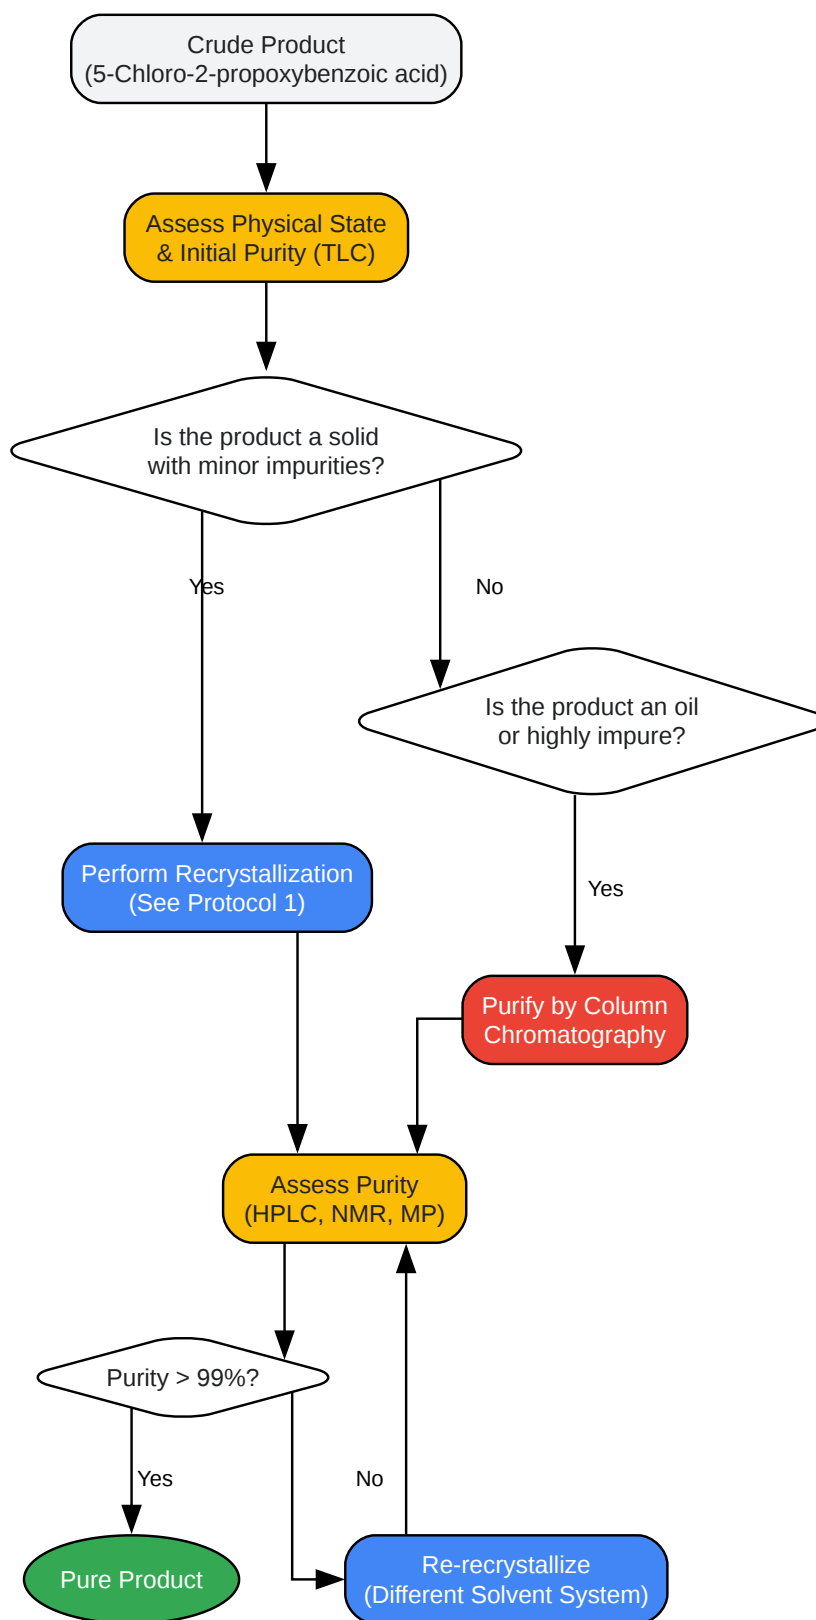 Crude Product
(5-Chloro-2-propoxybenzoic acid)
Assess Physical State
& Initial Purity (TLC)
Is the product a solid
with minor impurities?
Yes
No
Is the product an oil
or highly impure?
Perform Recrystallization
(See Protocol 1)
Yes
Purify by Column
Chromatography
Assess Purity
(HPLC, NMR, MP)
Purity > 99%?
Yes
No
Pure Product
Re-recrystallize
(Different Solvent System)